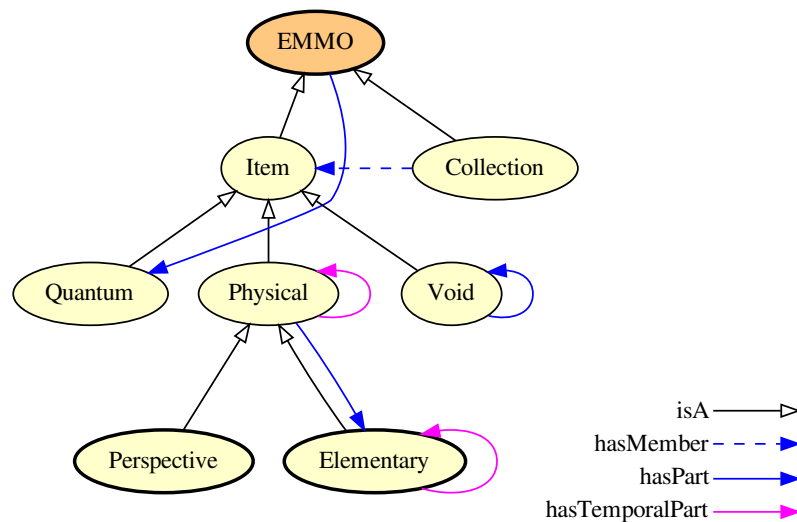 EMMO
Item
Collection
Quantum
Physical
Void
Perspective
Elementary
isA
hasMember
hasPart
hasTemporalPart